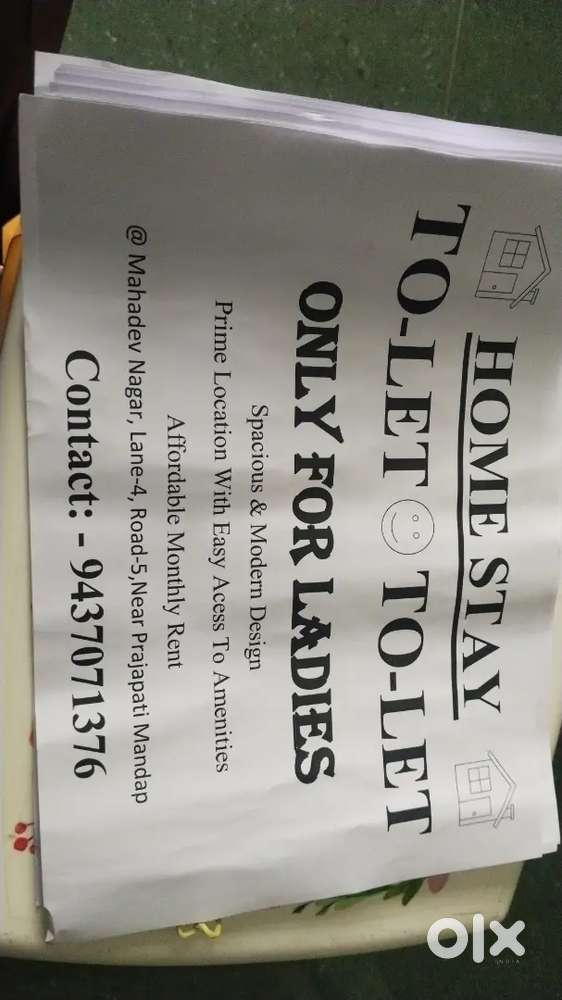 HOME STAY
TO-LET TO-LET
ONLY FOR LADIES
Spacious & Modern Design
Prime Location With Easy Acess To Amenities
Affordable Monthly Rent
@ Mahadev Nagar, Lane-4, Road-5,Near Prajapati Mandap
Contact: - 9437071376
olx
INDIA